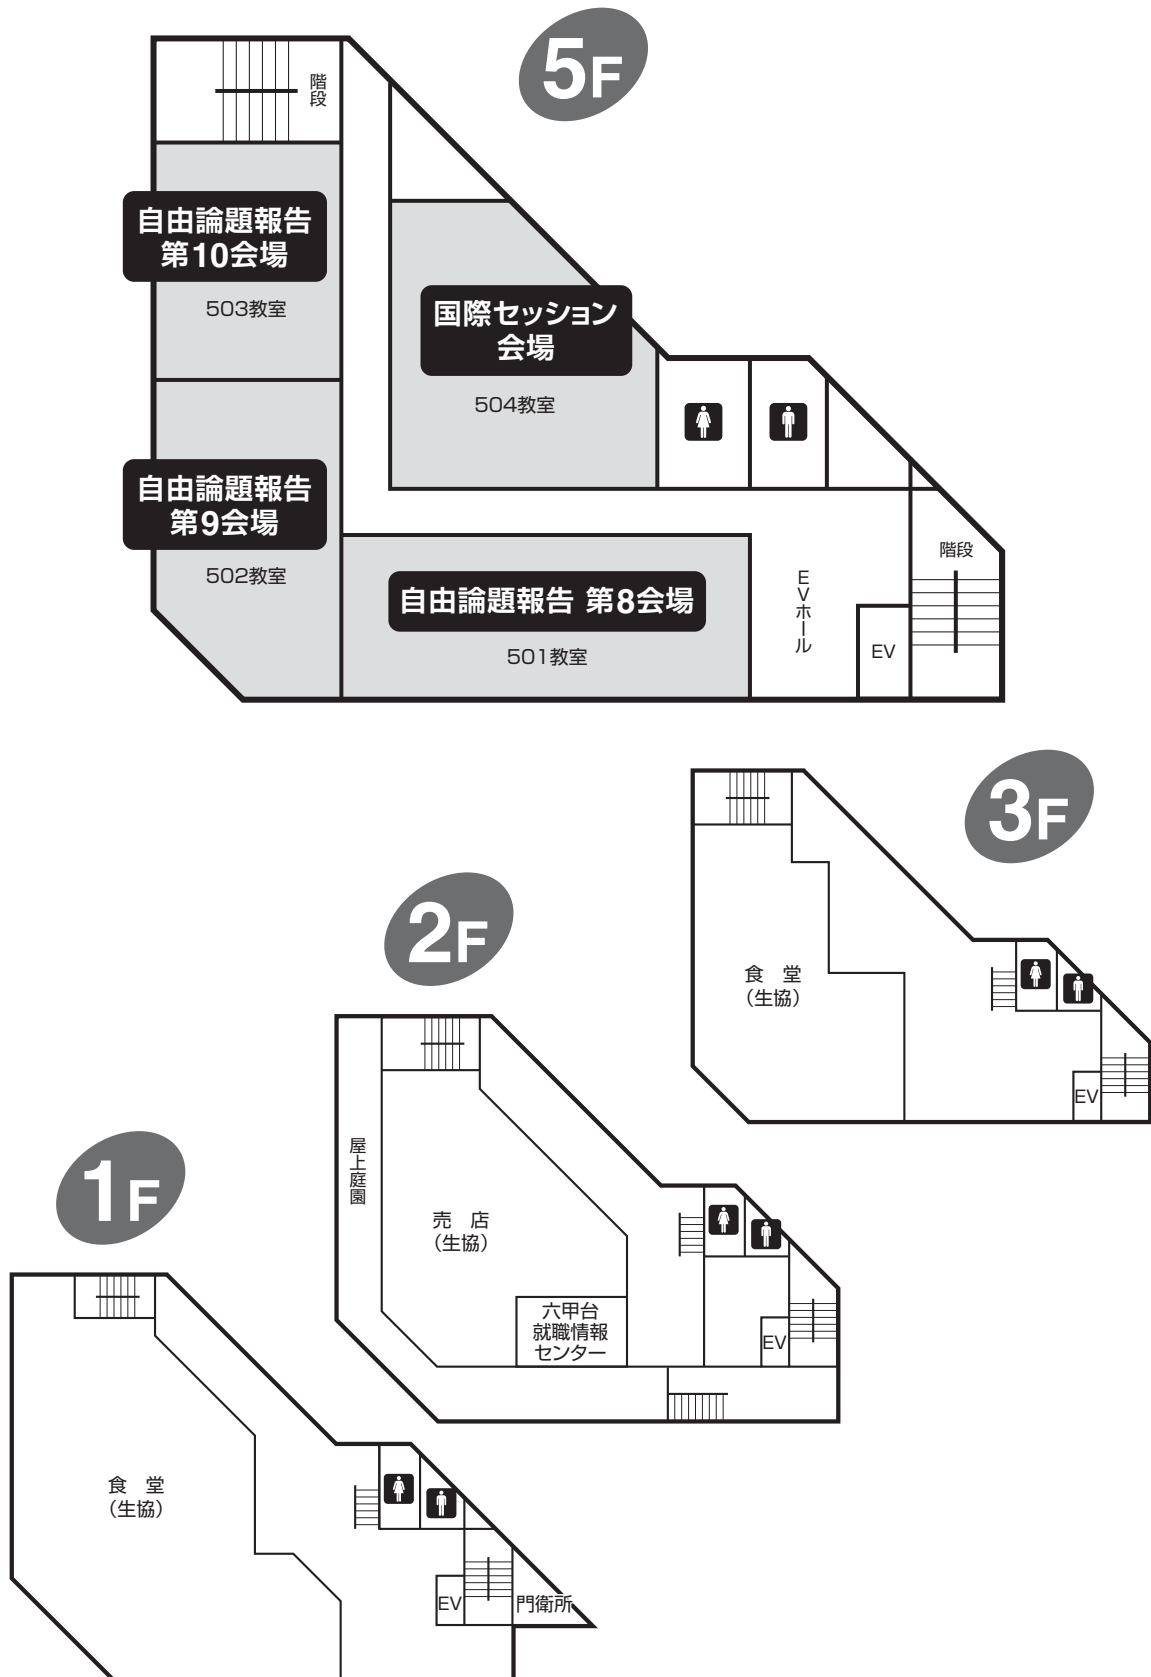 5F
階段
自由論題報告
第10会場
503教室
国際セッション
会場
504教室
自由論題報告
第9会場
502教室
自由論題報告 第8会場
501教室
EVホール
EV
階段
3F
食 堂
（生協）
EV
2F
屋上庭園
売 店
（生協）
六甲台
就職情報
センター
EV
1F
食 堂
（生協）
EV
門衛所